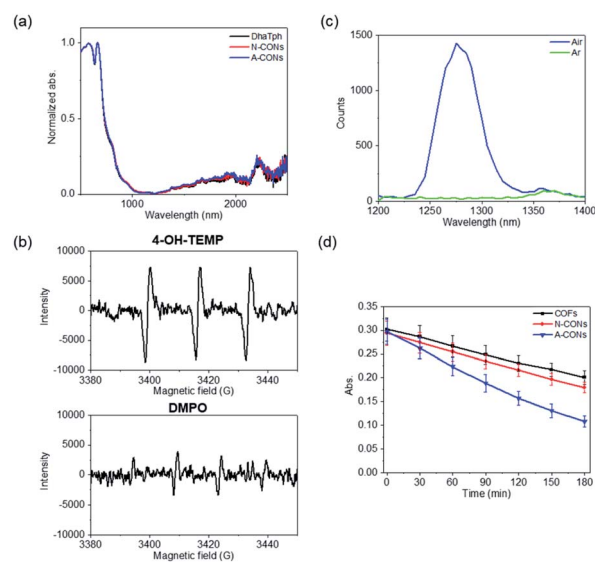 (a)
DhaTph
N-CONs
A-CONs
Normalized abs.
1.0
0.5
0.0
1000
2000
Wavelength (nm)
(c)
Air
Ar
Counts
1500
1000
500
0
1200
1250
1300
1350
1400
Wavelength (nm)
(b)
4-OH-TEMP
Intensity
10000
5000
0
-5000
-10000
3380
3400
3420
3440
Magnetic field (G)
DMPO
Intensity
10000
5000
0
-5000
-10000
3380
3400
3420
3440
Magnetic field (G)
(d)
COFs
N-CONs
A-CONs
Abs.
0.35
0.30
0.25
0.20
0.15
0.10
0.05
0.00
0
30
60
90
120
150
180
Time (min)